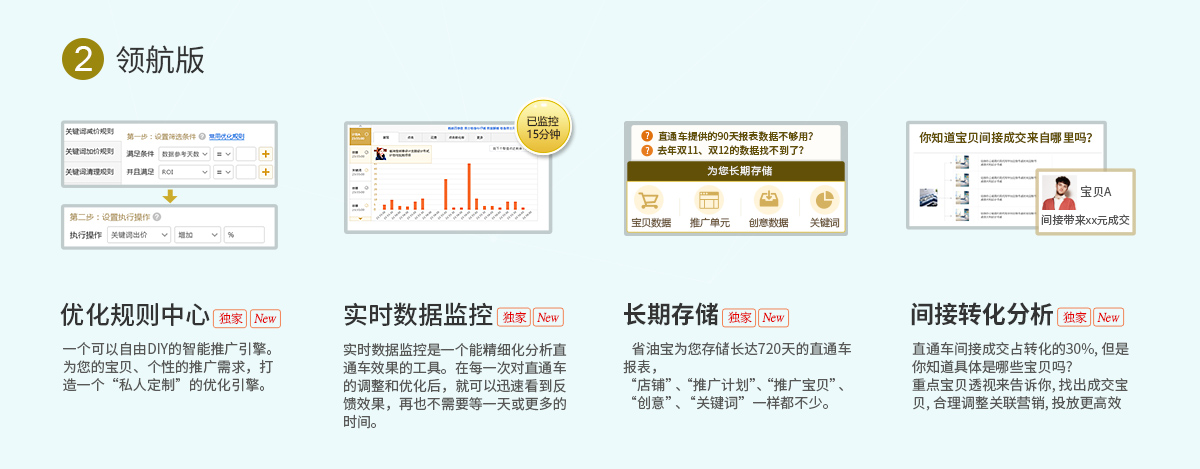 2 领航版
关键词减价规则
关键词加价规则
关键词清理规则
第一步：设置筛选条件 ? 常用优化规则
满足条件 数据参考天数 = +
并且满足 ROI = +
第二步：设置执行操作 ?
执行操作 关键词出价 增加 %
已监控
15分钟
? 直通车提供的90天报表数据不够用?
? 去年双11、双12的数据找不到了?
为您长期存储
宝贝数据 推广单元 创意数据 关键词
你知道宝贝间接成交来自哪里吗?
宝贝A
间接带来xx元成交
优化规则中心 独家 New
一个可以自由DIY的智能推广引擎。
为您的宝贝、个性的推广需求，打
造一个“私人定制”的优化引擎。
实时数据监控 独家 New
实时数据监控是一个能精细化分析直
通车效果的工具。在每一次对直通车
的调整和优化后，就可以迅速看到反
馈效果，再也不需要等一天或更多的
时间。
长期存储 独家 New
省油宝为您存储长达720天的直通车
报表，
“店铺”、“推广计划”、“推广宝贝”、
“创意”、“关键词” 一样都不少。
间接转化分析 独家 New
直通车间接成交占转化的30%, 但是
你知道具体是哪些宝贝吗?
重点宝贝透视来告诉你, 找出成交宝
贝, 合理调整关联营销, 投放更高效